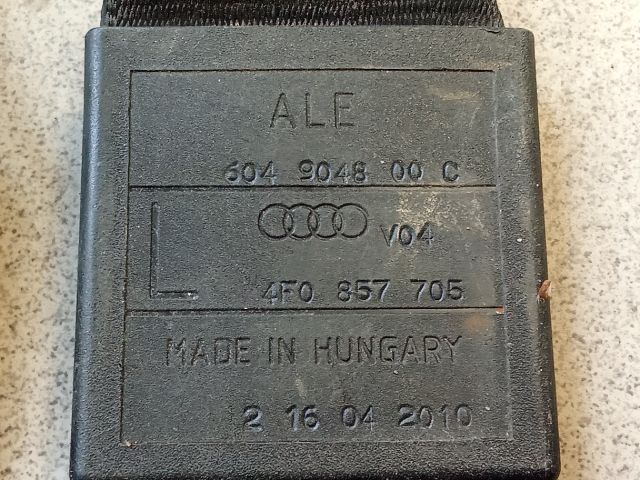 ALE
604 9048 00 C
L
V04
4F0 857 705
MADE IN HUNGARY
2 16 04 2010